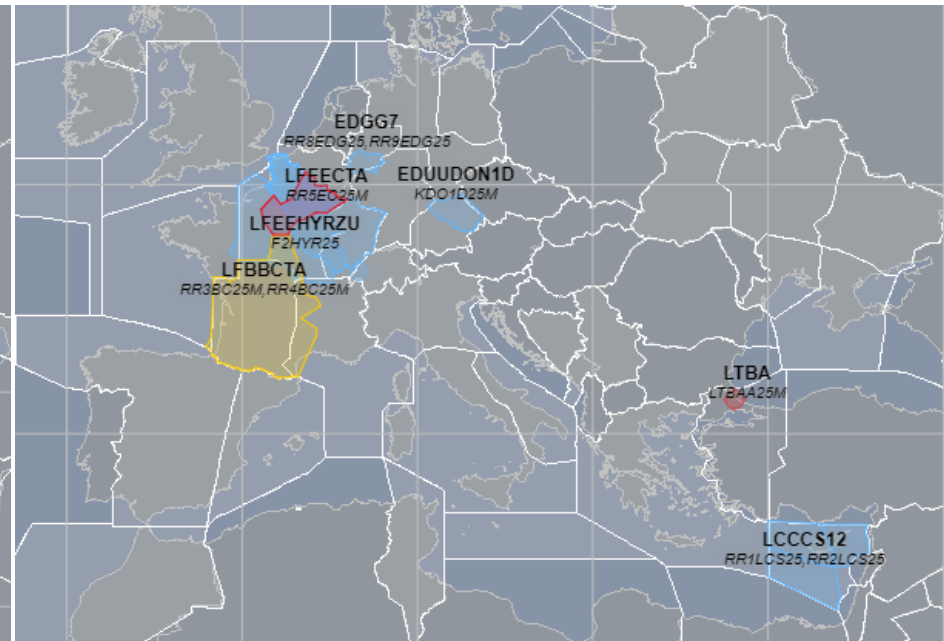 EDGG7
RR8EDG25,RR9EDG25
LFEECTA
RR5EC25M
EDUUDON1D
KDO1D25M
LFEEHYRZU
F2HYR25
LFBBCTA
RR3BC25M,RR4BC25M
LTBA
LTBAA25M
LCCCS12
RR1LCS25,RR2LCS25